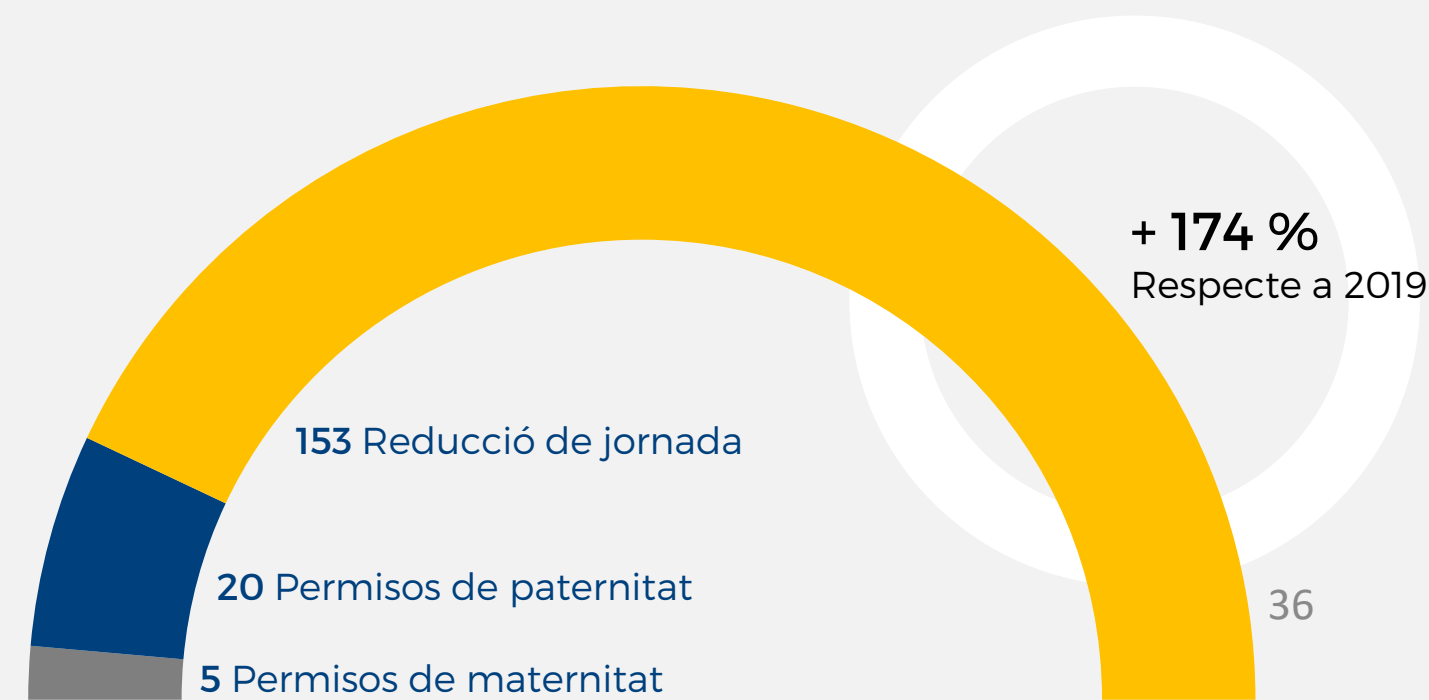 + 174 %
Respecte a 2019
153 Reducció de jornada
20 Permisos de paternitat
36
5 Permisos de maternitat